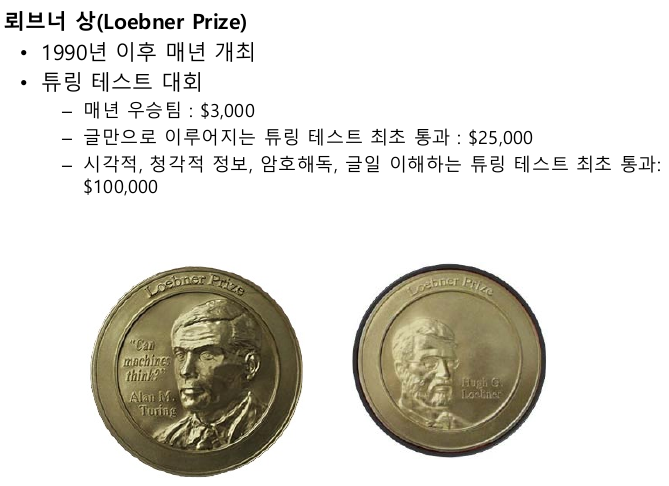 뢰브너 상(Loebner Prize)
• 1990년 이후 매년 개최
• 튜링 테스트 대회
– 매년 우승팀 : $3,000
– 글만으로 이루어지는 튜링 테스트 최초 통과 : $25,000
– 시각적, 청각적 정보, 암호해독, 글일 이해하는 튜링 테스트 최초 통과:
$100,000
Loebner Prize
"Can
machines
think?"
Alan M.
Turing
Loebner Prize
Hugh G.
Loebner